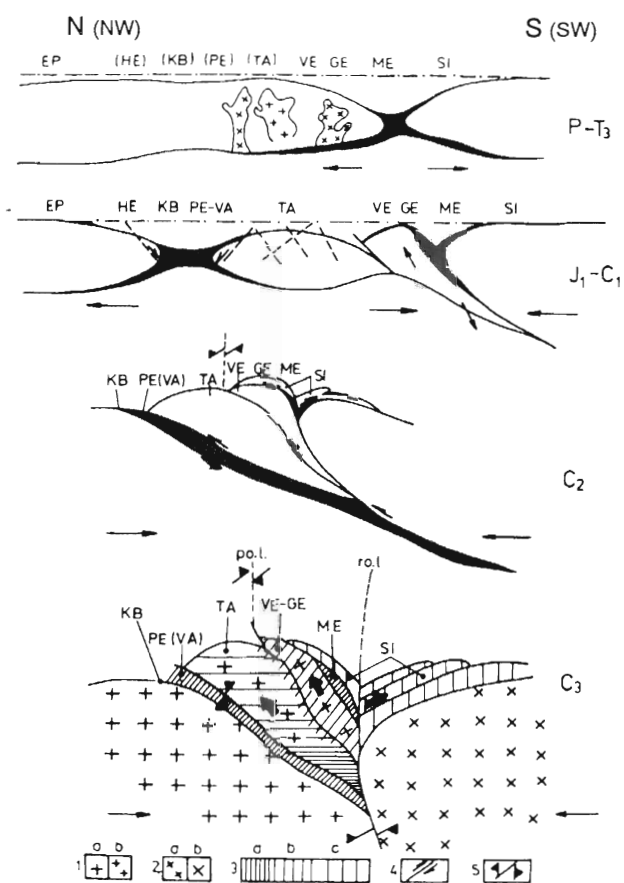 N (NW) S (SW)
EP (HE) (KB) (PE) (TA) VE GE ME SI
P-T3
EP HE KB PE-VA TA VE GE ME SI
J1-C1
KB PE(VA) TA VE GE ME SI
C2
po.l. ro.l
KB PE(VA) TA VE-GE ME SI
C3
a b a b a b c
1 2 3 4 5